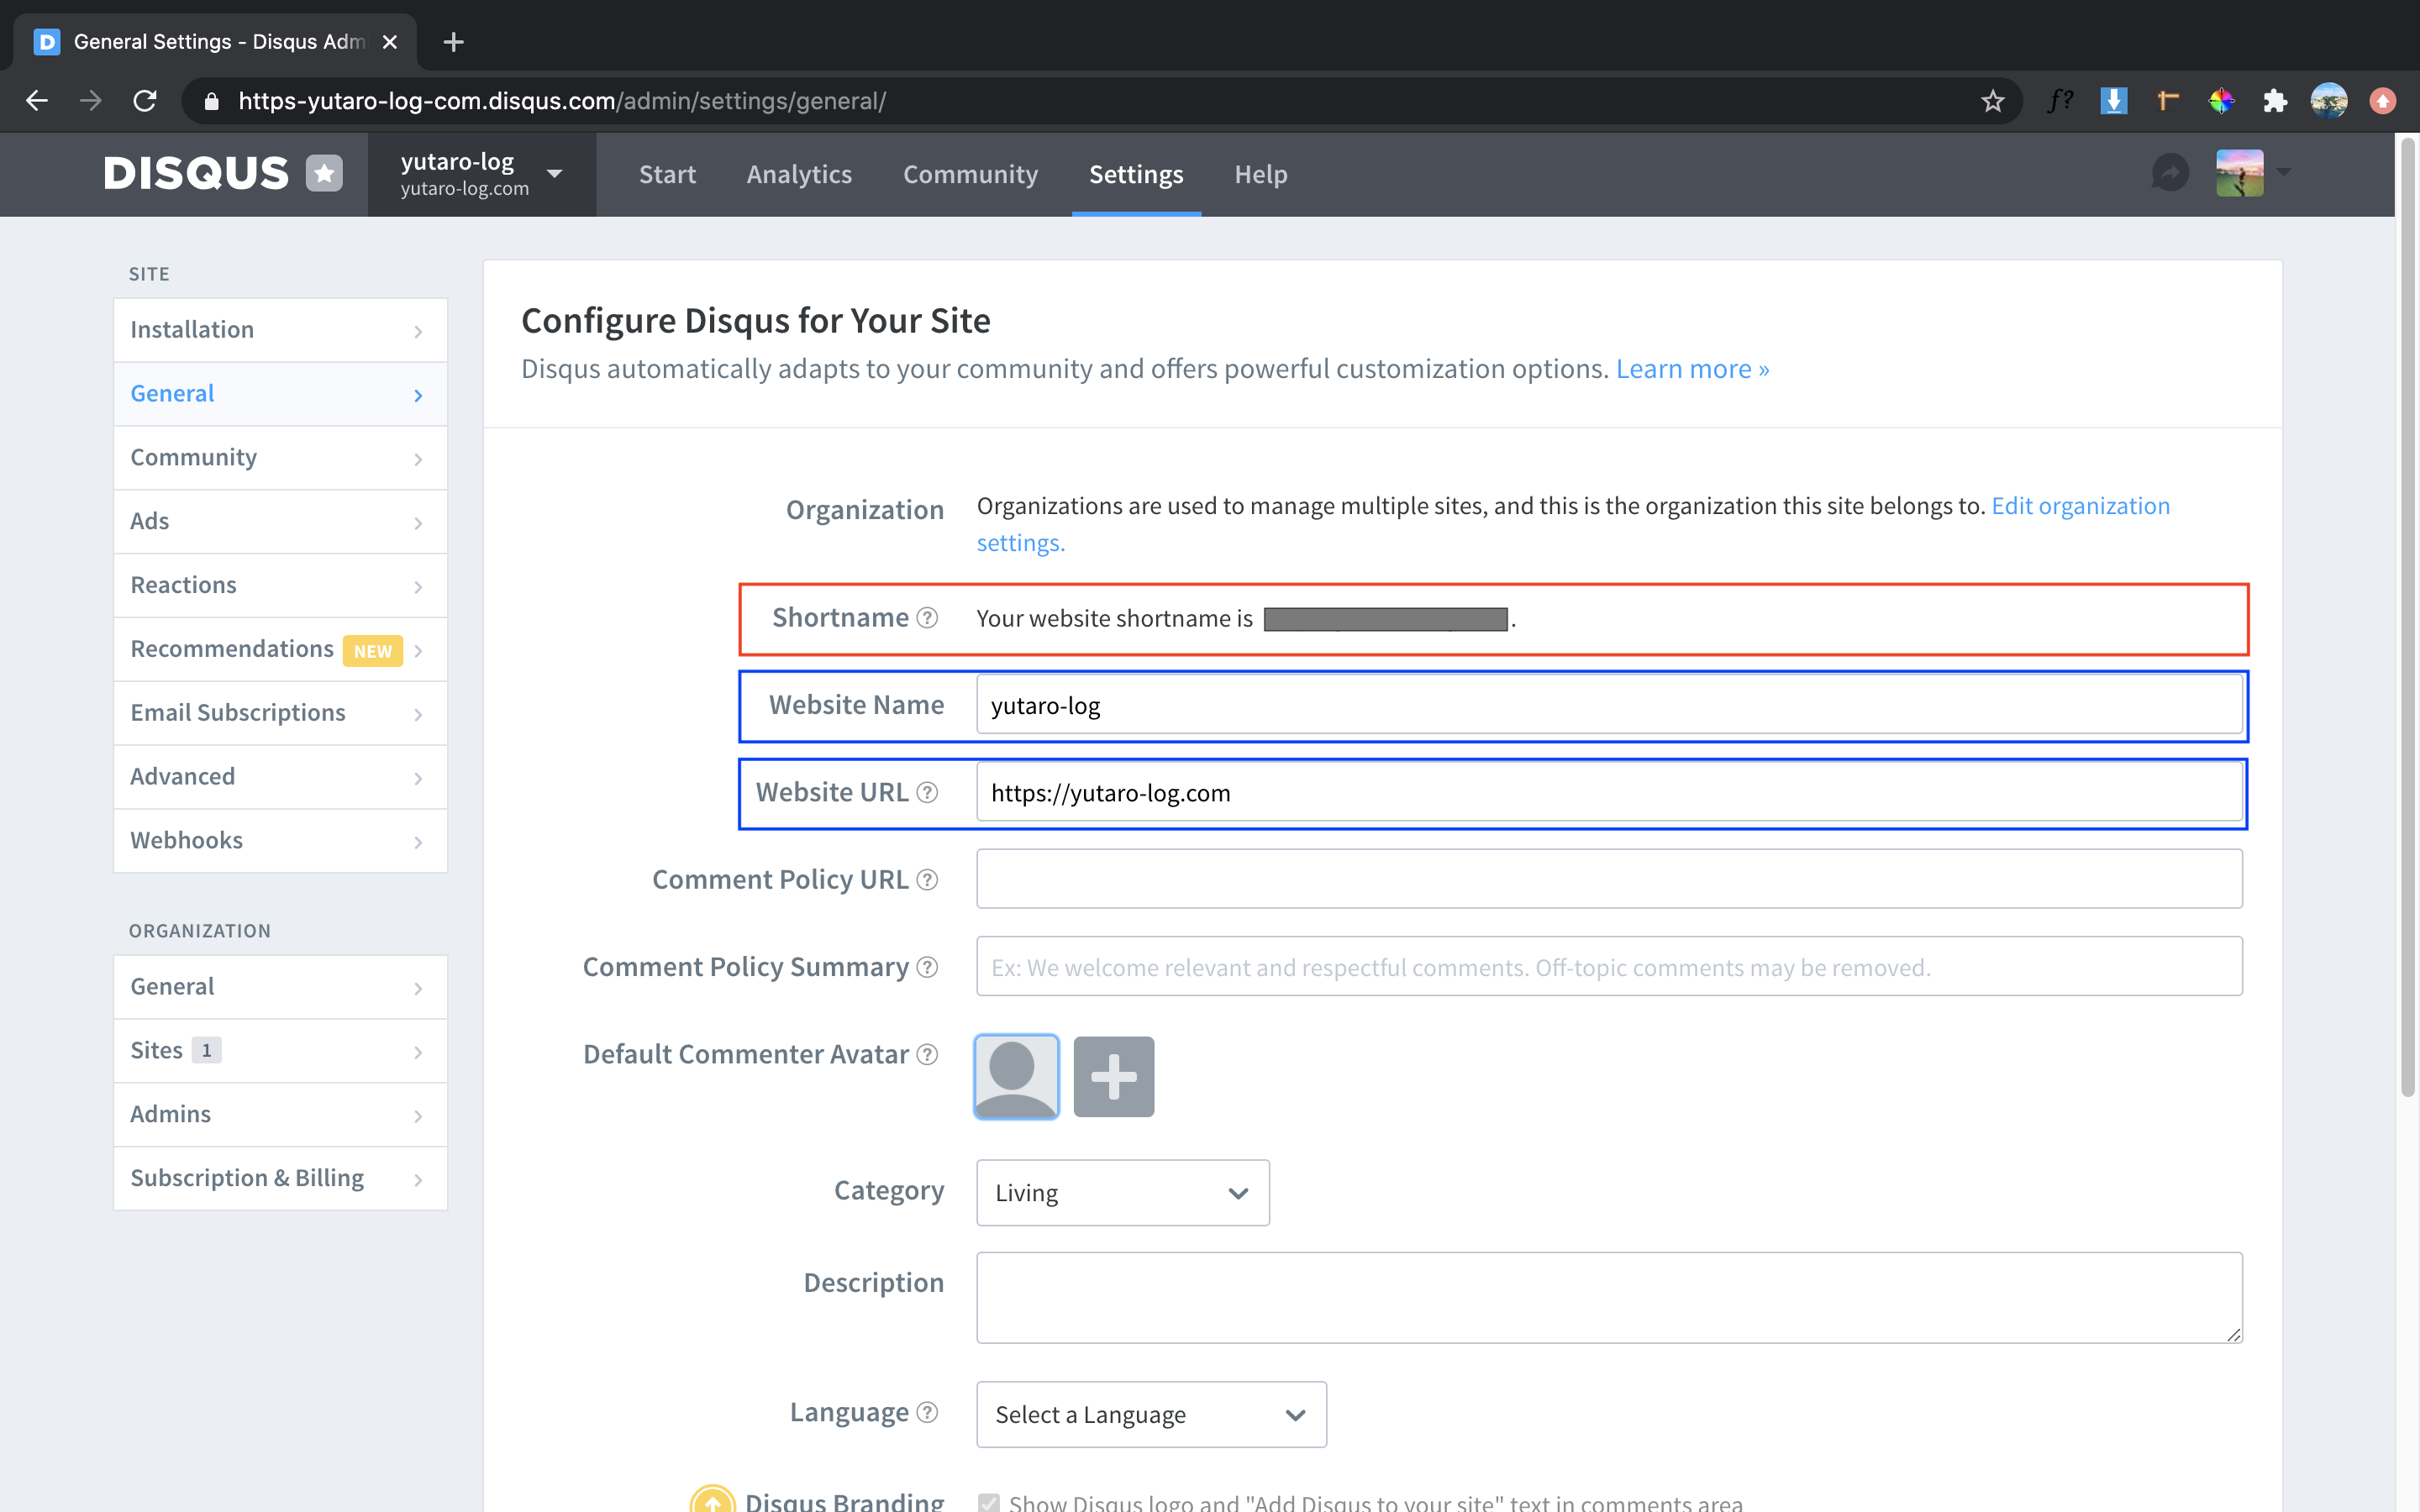 General Settings - Disqus Adm
https-yutaro-log-com.disqus.com/admin/settings/general/
f?
DISQUS
yutaro-log
yutaro-log.com
Start
Analytics
Community
Settings
Help
SITE
Installation
General
Community
Ads
Reactions
Recommendations NEW
Email Subscriptions
Advanced
Webhooks
ORGANIZATION
General
Sites 1
Admins
Subscription & Billing
Configure Disqus for Your Site
Disqus automatically adapts to your community and offers powerful customization options. Learn more »
Organization
Organizations are used to manage multiple sites, and this is the organization this site belongs to. Edit organization
settings.
Shortname ? Your website shortname is .
Website Name yutaro-log
Website URL ? https://yutaro-log.com
Comment Policy URL ?
Comment Policy Summary ? Ex: We welcome relevant and respectful comments. Off-topic comments may be removed.
Default Commenter Avatar ?
Category Living
Description
Language ? Select a Language
Disqus Branding Show Disqus logo and "Add Disqus to your site" text in comments area